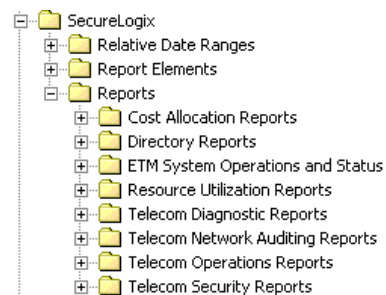 SecureLogix
Relative Date Ranges
Report Elements
Reports
Cost Allocation Reports
Directory Reports
ETM System Operations and Status
Resource Utilization Reports
Telecom Diagnostic Reports
Telecom Network Auditing Reports
Telecom Operations Reports
Telecom Security Reports